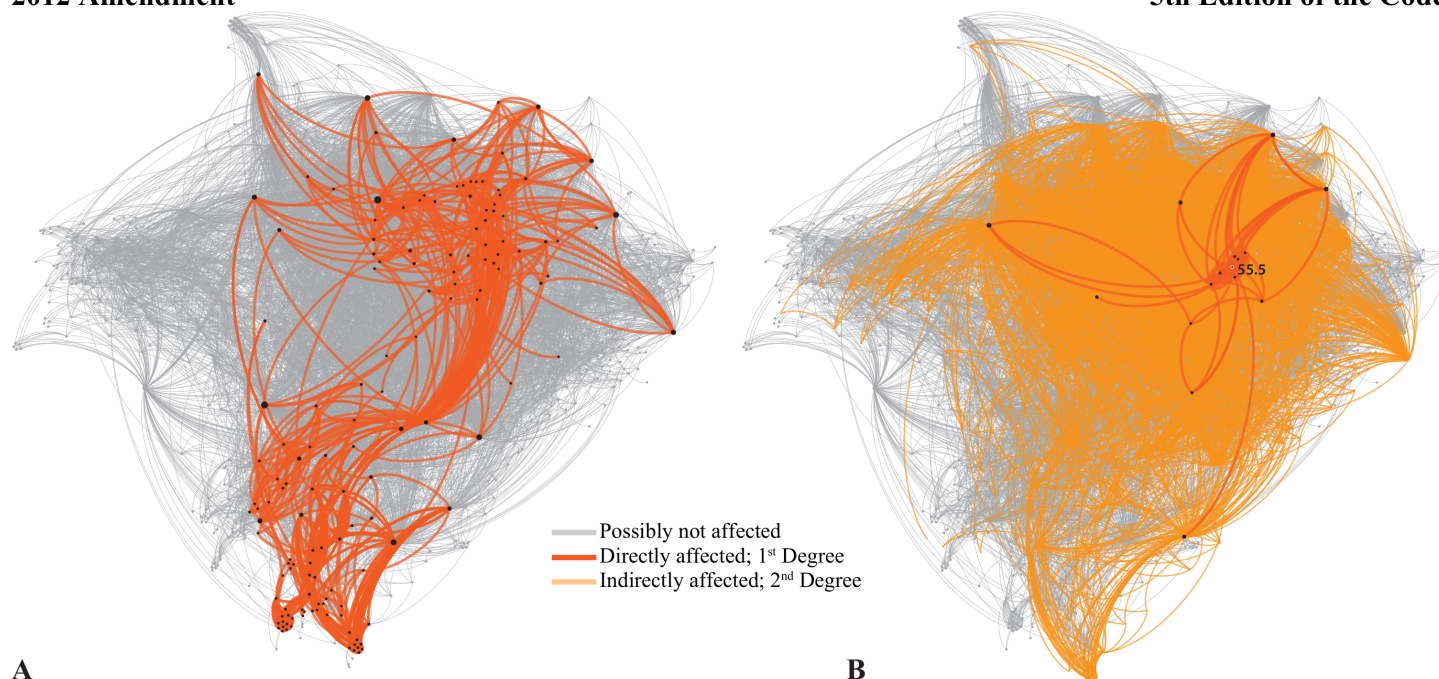 2012 Amendment
5th Edition of the Code
55.5
Possibly not affected
Directly affected; 1st Degree
Indirectly affected; 2nd Degree
A
B